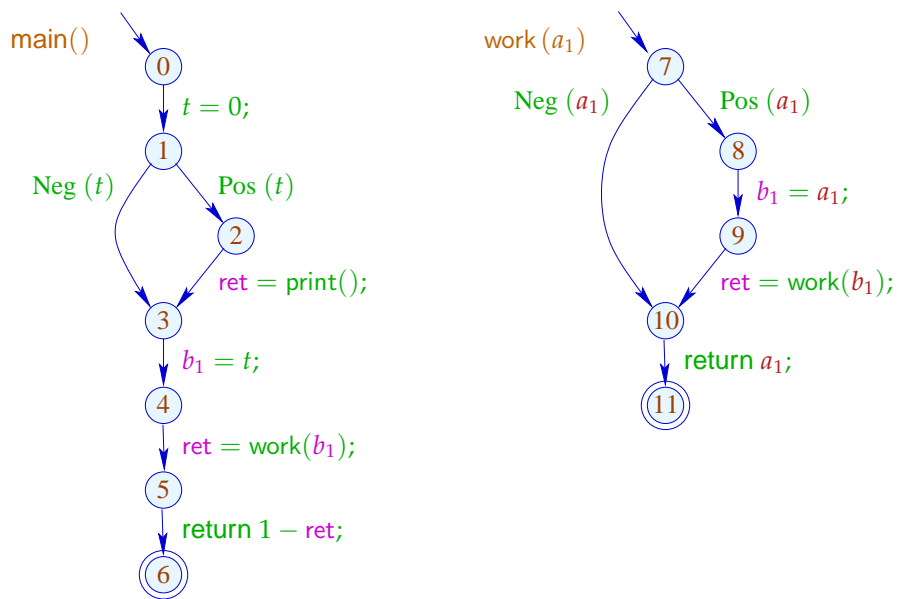 main()
0
t = 0;
1
Neg (t)
Pos (t)
2
ret = print();
3
b₁ = t;
4
ret = work(b₁);
5
return 1 − ret;
6
work (a₁)
7
Neg (a₁)
Pos (a₁)
8
b₁ = a₁;
9
ret = work(b₁);
10
return a₁;
11